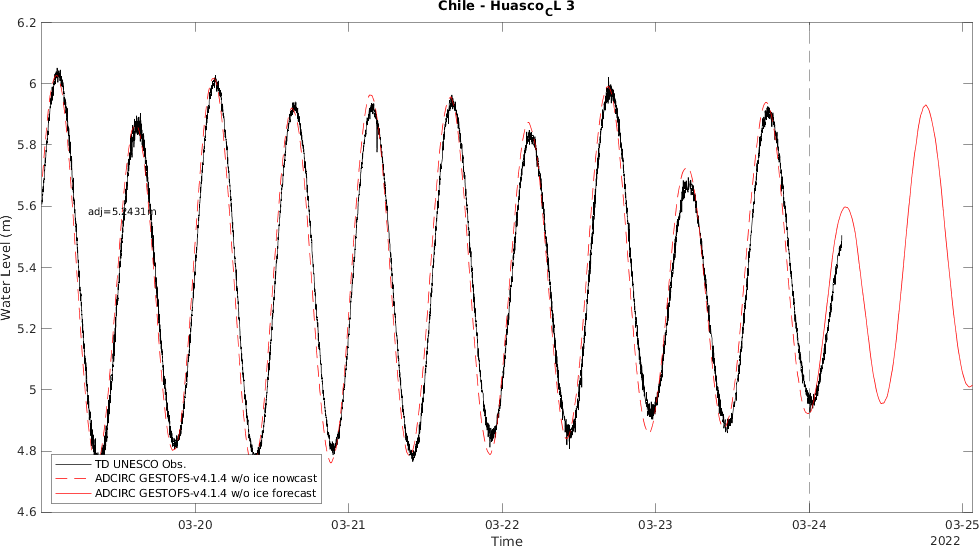 Chile - Huasco_CL 3
6.2
6
5.8
5.6
5.4
5.2
5
4.8
4.6
Water Level (m)
adj=5.2431m
TD UNESCO Obs.
ADCIRC GESTOFS-v4.1.4 w/o ice nowcast
ADCIRC GESTOFS-v4.1.4 w/o ice forecast
03-20 03-21 03-22 03-23 03-24 03-25
Time
2022